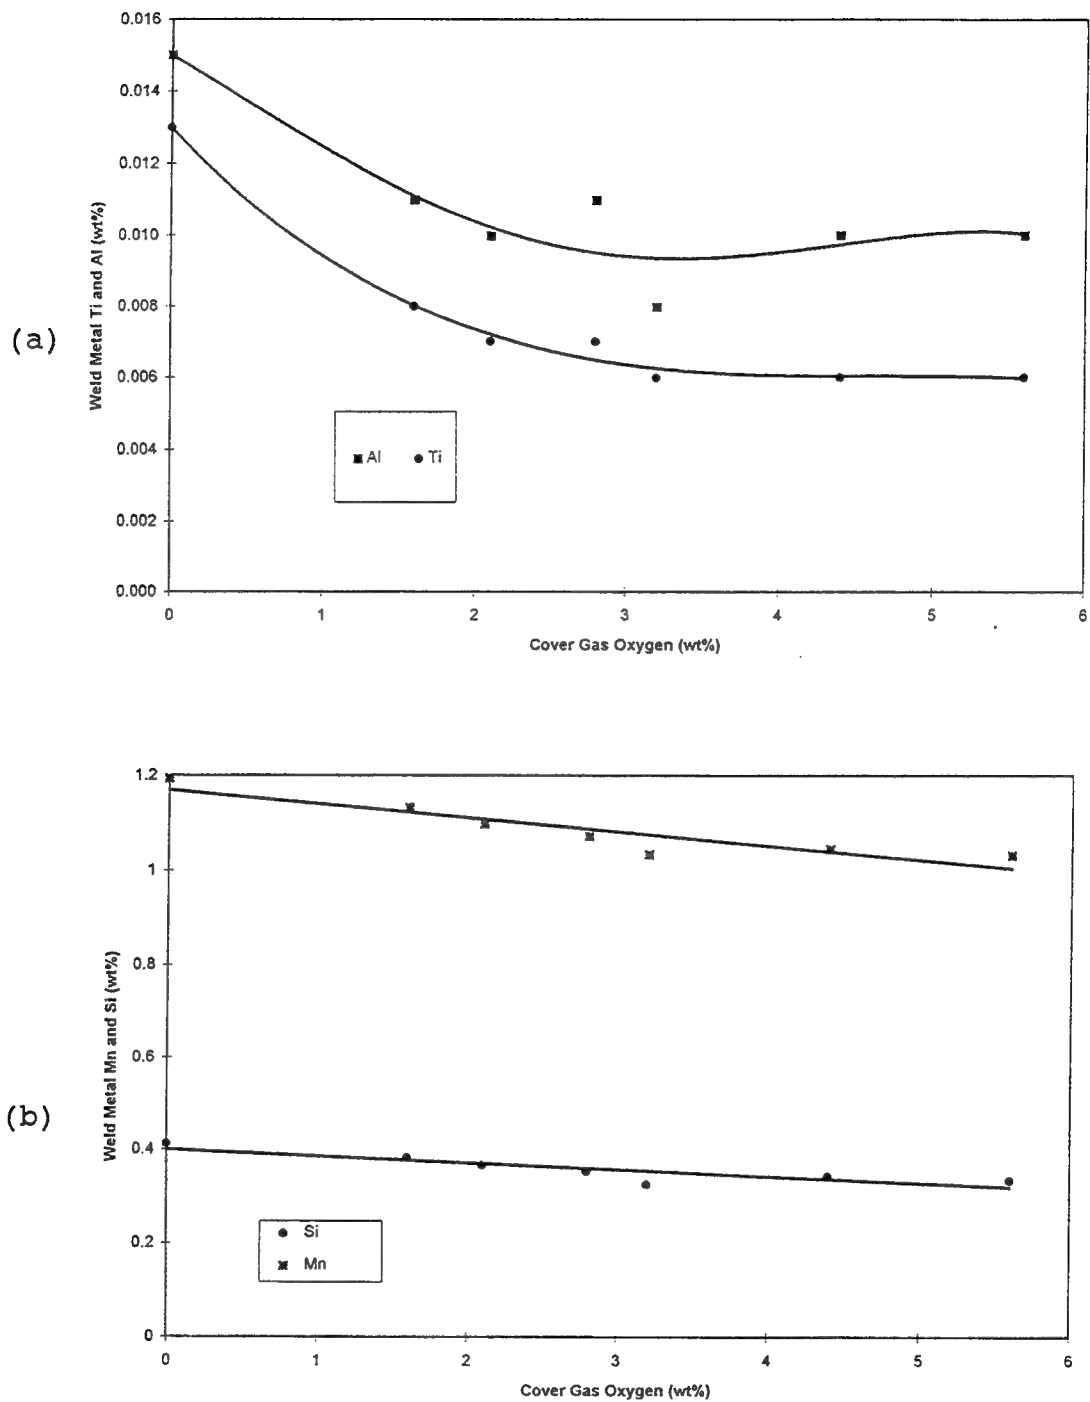 (a)
Weld Metal Ti and Al (wt%)
0.016
0.014
0.012
0.010
0.008
0.006
0.004
0.002
0.000
Al Ti
0 1 2 3 4 5 6
Cover Gas Oxygen (wt%)
(b)
Weld Metal Mn and Si (wt%)
1.2
1
0.8
0.6
0.4
0.2
0
Si
Mn
0 1 2 3 4 5 6
Cover Gas Oxygen (wt%)